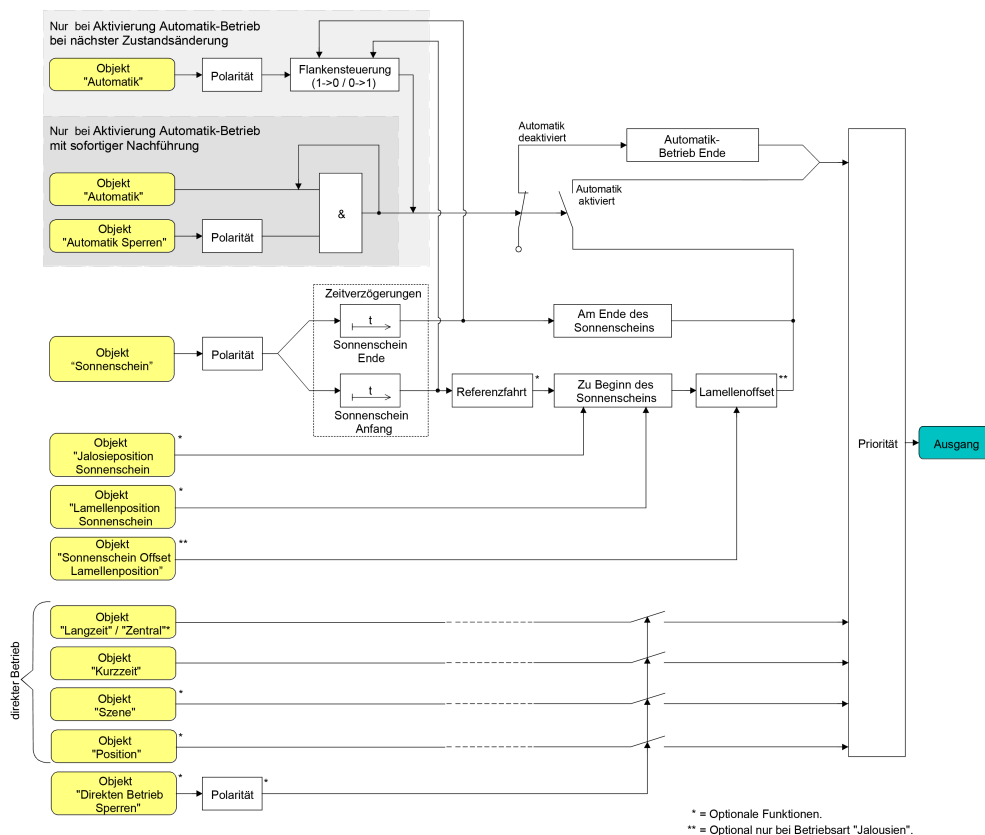 Nur bei Aktivierung Automatik-Betrieb
bei nächster Zustandsänderung
Objekt
"Automatik"
Polarität
Flankensteuerung
(1->0 / 0->1)
Nur bei Aktivierung Automatik-Betrieb
mit sofortiger Nachführung
Objekt
"Automatik"
Objekt
"Automatik Sperren"
Polarität
&
Automatik
deaktiviert
Automatik-
Betrieb Ende
Automatik
aktiviert
Zeitverzögerungen
t
Sonnenschein
Ende
Am Ende des
Sonnenscheins
Objekt
“Sonnenschein”
Polarität
t
Sonnenschein
Anfang
Referenzfahrt
*
Zu Beginn des
Sonnenscheins
Lamellenoffset
**
Objekt
"Jalosieposition
Sonnenschein
*
Priorität
Ausgang
Objekt
"Lamellenposition
Sonnenschein
*
Objekt
"Sonnenschein Offset
Lamellenposition"
**
direkter Betrieb
Objekt
"Langzeit" / "Zentral"*
Objekt
"Kurzzeit"
Objekt
"Szene"
*
Objekt
"Position"
*
Objekt
"Direkten Betrieb
Sperren"
*
Polarität
*
* = Optionale Funktionen.
** = Optional nur bei Betriebsart "Jalousien".